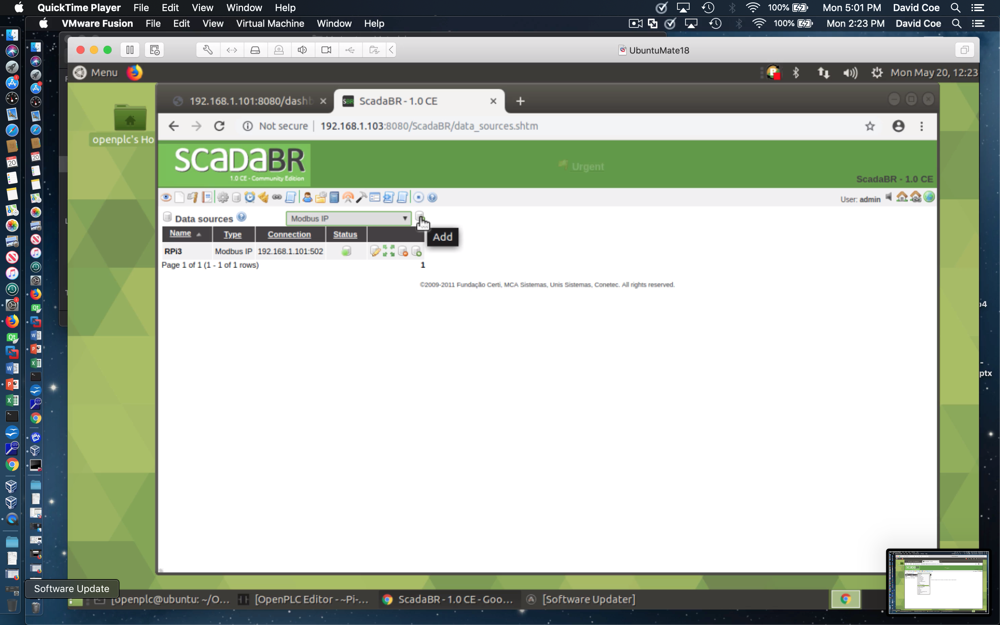 QuickTime Player File Edit View Window Help 100% Mon 5:01 PM David Coe
VMware Fusion File Edit View Virtual Machine Window Help 100% Mon 2:23 PM David Coe
UbuntuMate18
Menu Mon May 20, 12:23
192.168.1.101:8080/dashb ScadaBR - 1.0 CE
Not secure 192.168.1.103:8080/ScadaBR/data_sources.shtm
openplc's Ho
SCADABR
1.0 CE - Community Edition
Urgent
ScadaBR - 1.0 CE
User: admin
Data sources Modbus IP
Add
Name Type Connection Status
RPi3 Modbus IP 192.168.1.101:502
Page 1 of 1 (1 - 1 of 1 rows) 1
©2009-2011 Fundação Certi, MCA Sistemas, Unis Sistemas, Conetec. All rights reserved.
ptx
Software Update
[openplc@ubuntu: ~/O... [OpenPLC Editor - ~Pi-... ScadaBR - 1.0 CE - Goo... [Software Updater]